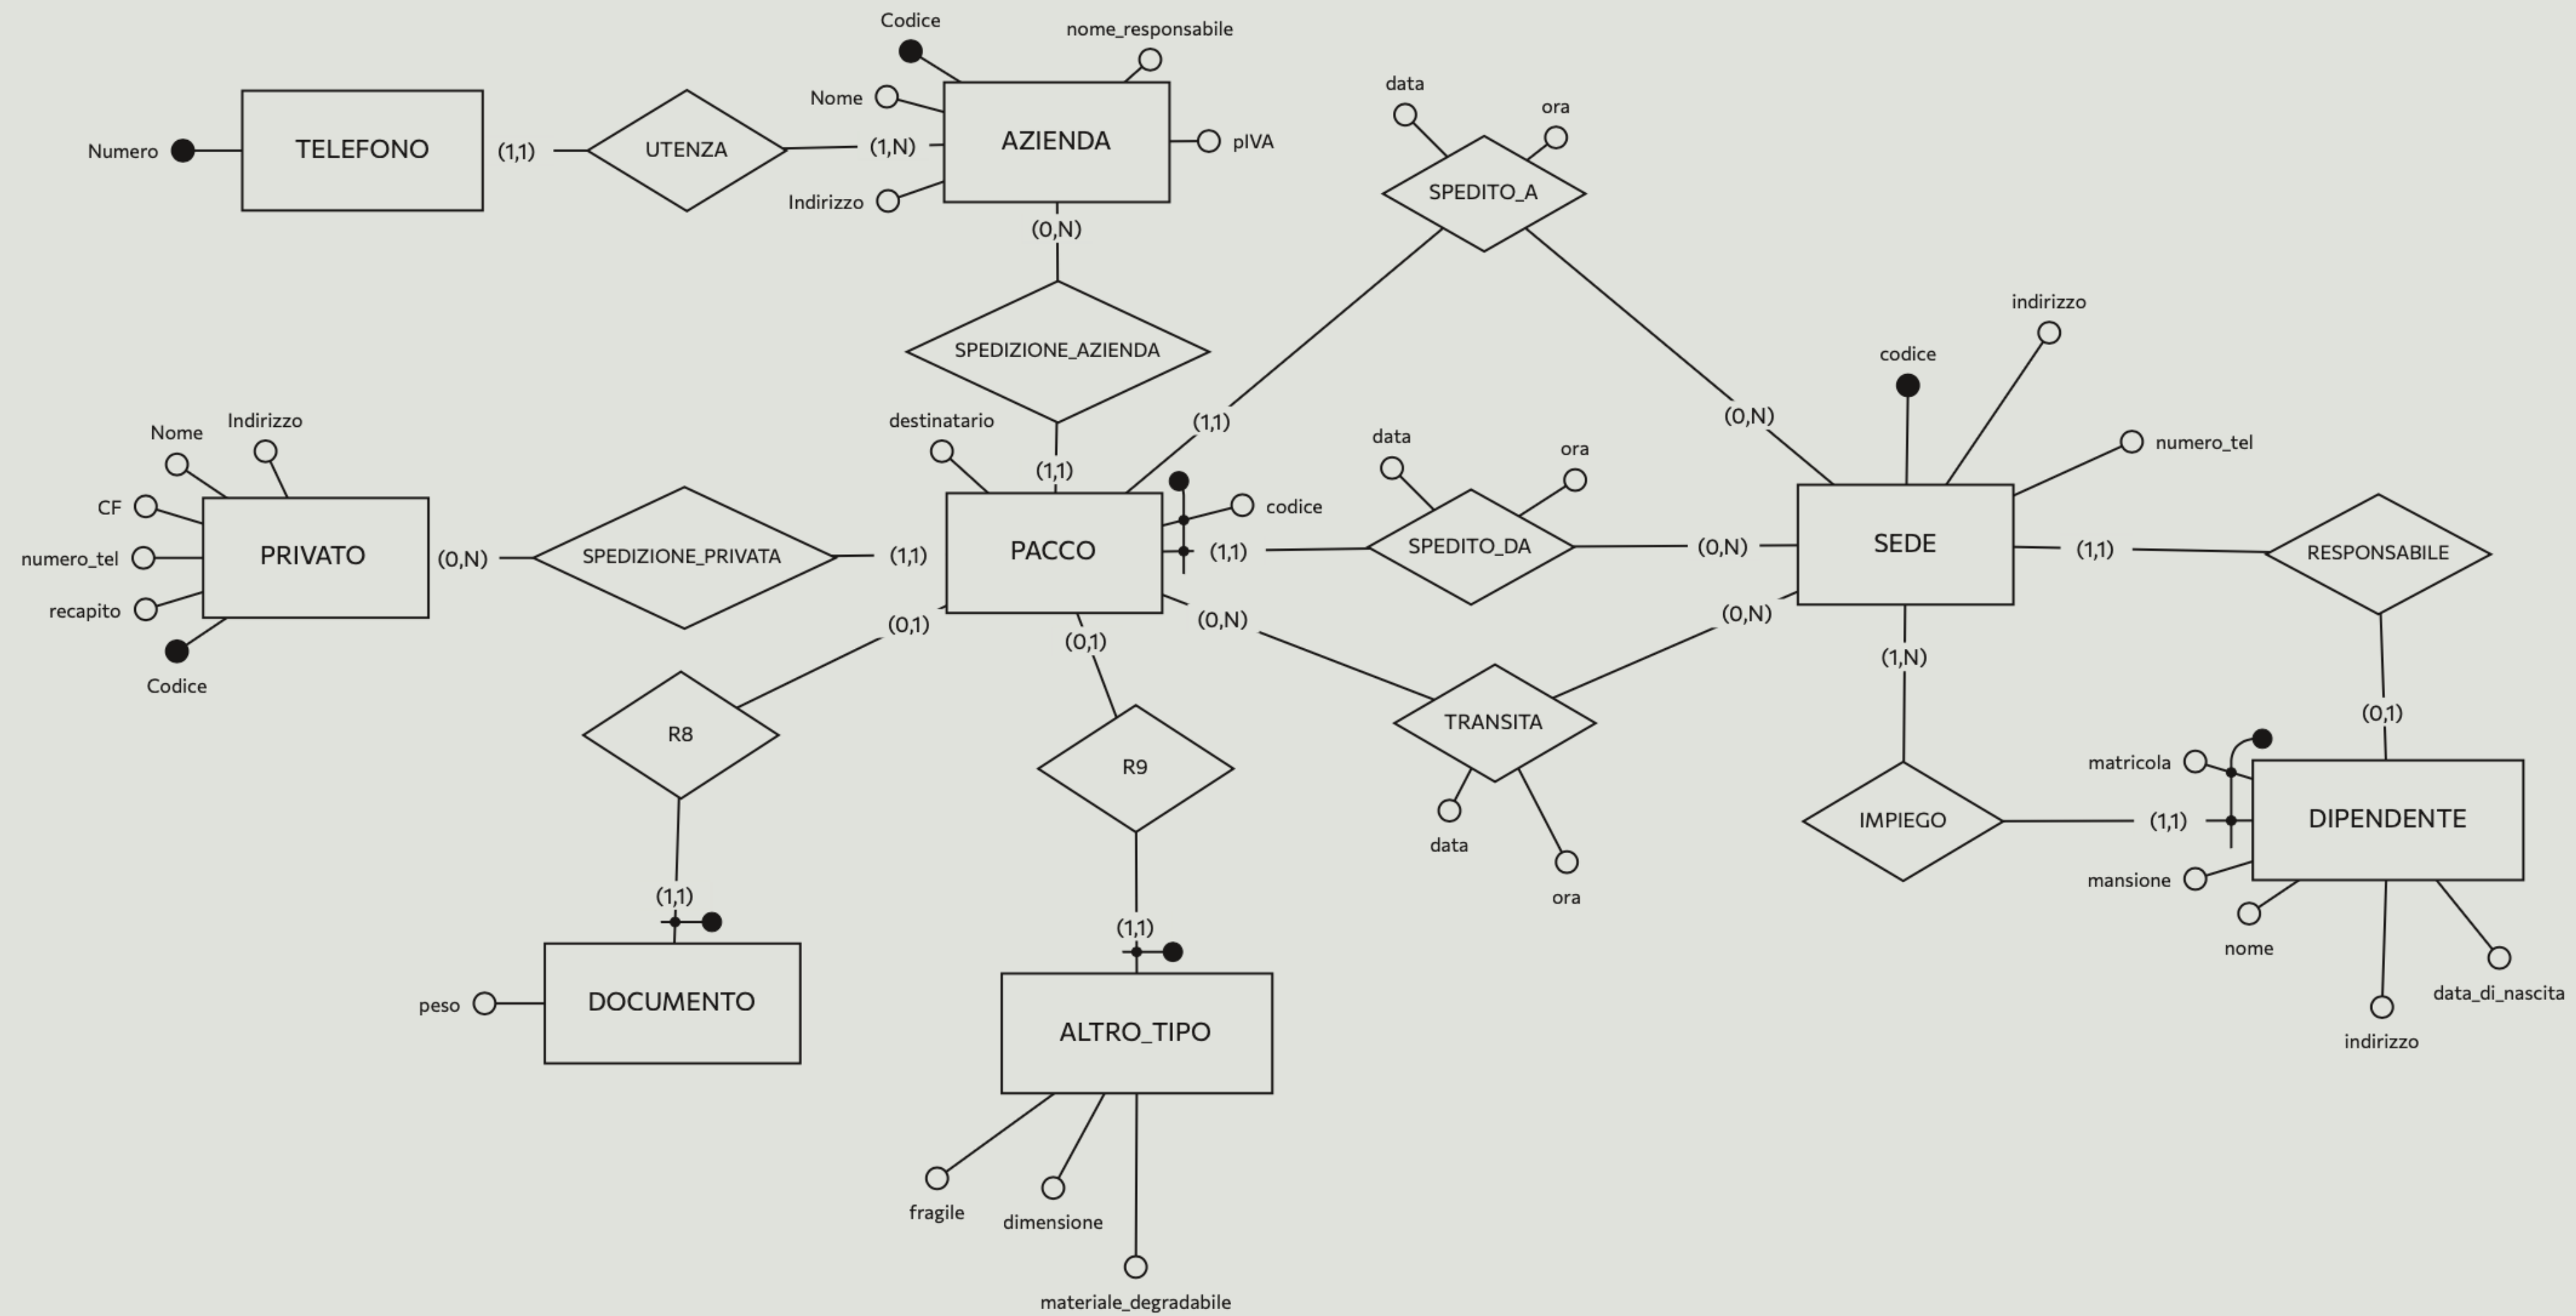 Codice
nome_responsabile
Nome
AZIENDA
pIVA
Indirizzo
Numero
TELEFONO
(1,1)
UTENZA
(1,N)
(0,N)
SPEDIZIONE_AZIENDA
(1,1)
data
ora
SPEDITO_A
(1,1)
(0,N)
indirizzo
codice
numero_tel
SEDE
Nome
Indirizzo
CF
numero_tel
recapito
Codice
PRIVATO
(0,N)
SPEDIZIONE_PRIVATA
(1,1)
destinatario
PACCO
codice
(1,1)
data
ora
SPEDITO_DA
(0,N)
(1,1)
RESPONSABILE
(0,1)
(0,1)
R8
(1,1)
peso
DOCUMENTO
(0,1)
R9
(1,1)
ALTRO_TIPO
fragile
dimensione
materiale_degradabile
(0,N)
TRANSITA
(0,N)
data
ora
(1,N)
IMPIEGO
(1,1)
matricola
DIPENDENTE
mansione
nome
indirizzo
data_di_nascita